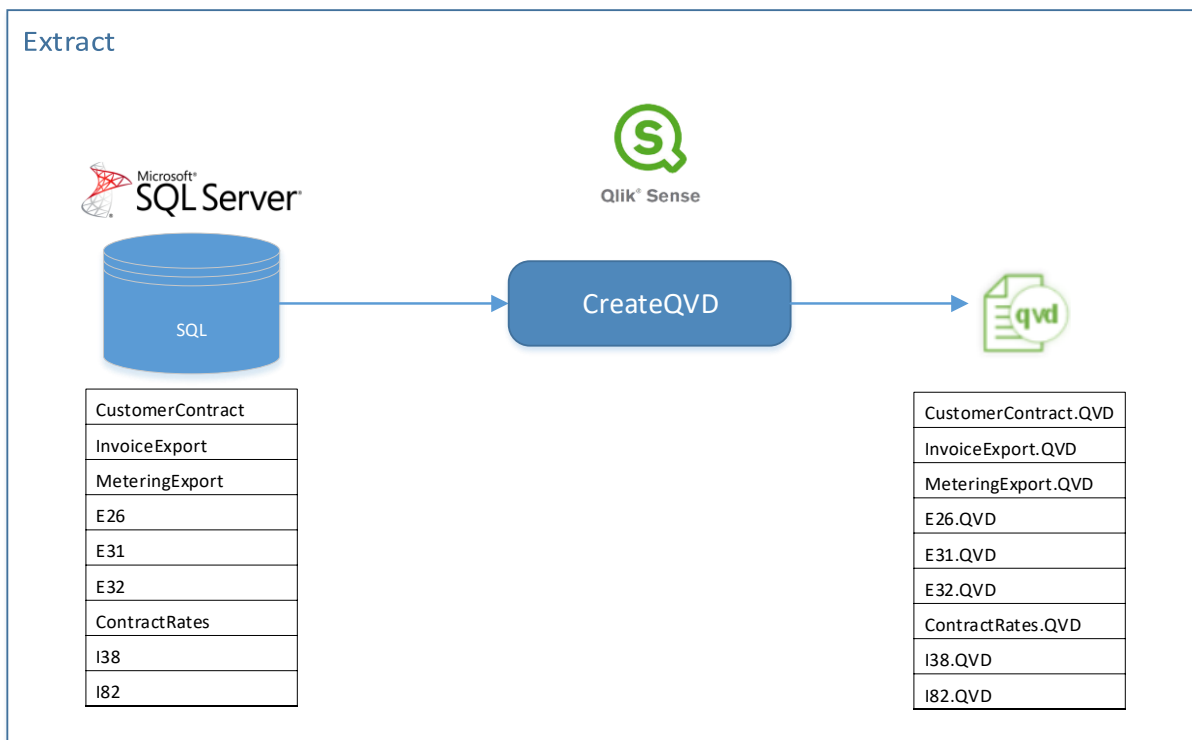 Extract
Microsoft®
SQL Server®
Qlik® Sense
SQL
CreateQVD
qvd
CustomerContract
InvoiceExport
MeteringExport
E26
E31
E32
ContractRates
I38
I82
CustomerContract.QVD
InvoiceExport.QVD
MeteringExport.QVD
E26.QVD
E31.QVD
E32.QVD
ContractRates.QVD
I38.QVD
I82.QVD